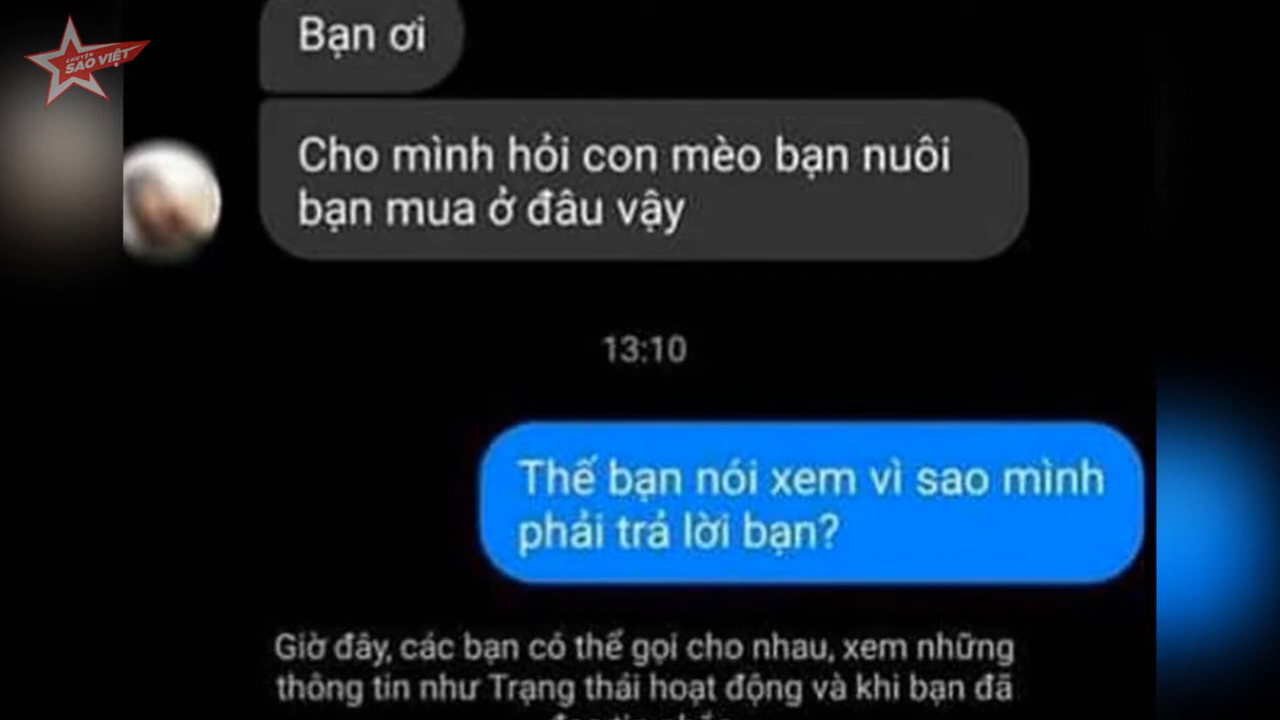 CHUYỆN
SAO VIỆT
Bạn ơi
Cho mình hỏi con mèo bạn nuôi
bạn mua ở đâu vậy
13:10
Thế bạn nói xem vì sao mình
phải trả lời bạn?
Giờ đây, các bạn có thể gọi cho nhau, xem những
thông tin như Trạng thái hoạt động và khi bạn đã